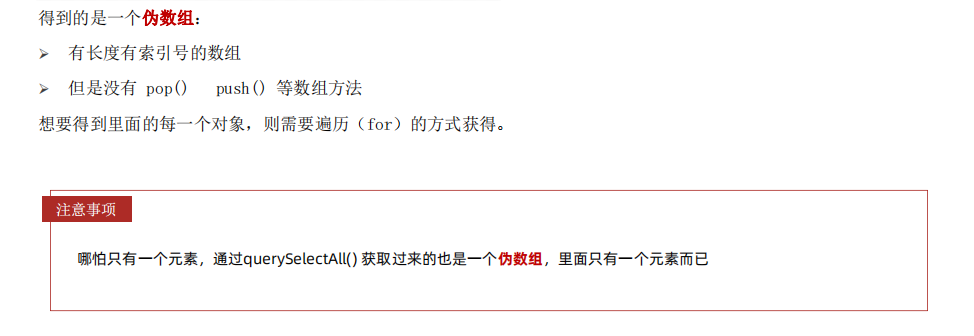 得到的是一个伪数组：
➢ 有长度有索引号的数组
➢ 但是没有 pop() push() 等数组方法
想要得到里面的每一个对象，则需要遍历（for）的方式获得。
注意事项
哪怕只有一个元素，通过querySelectAll() 获取过来的也是一个伪数组，里面只有一个元素而已